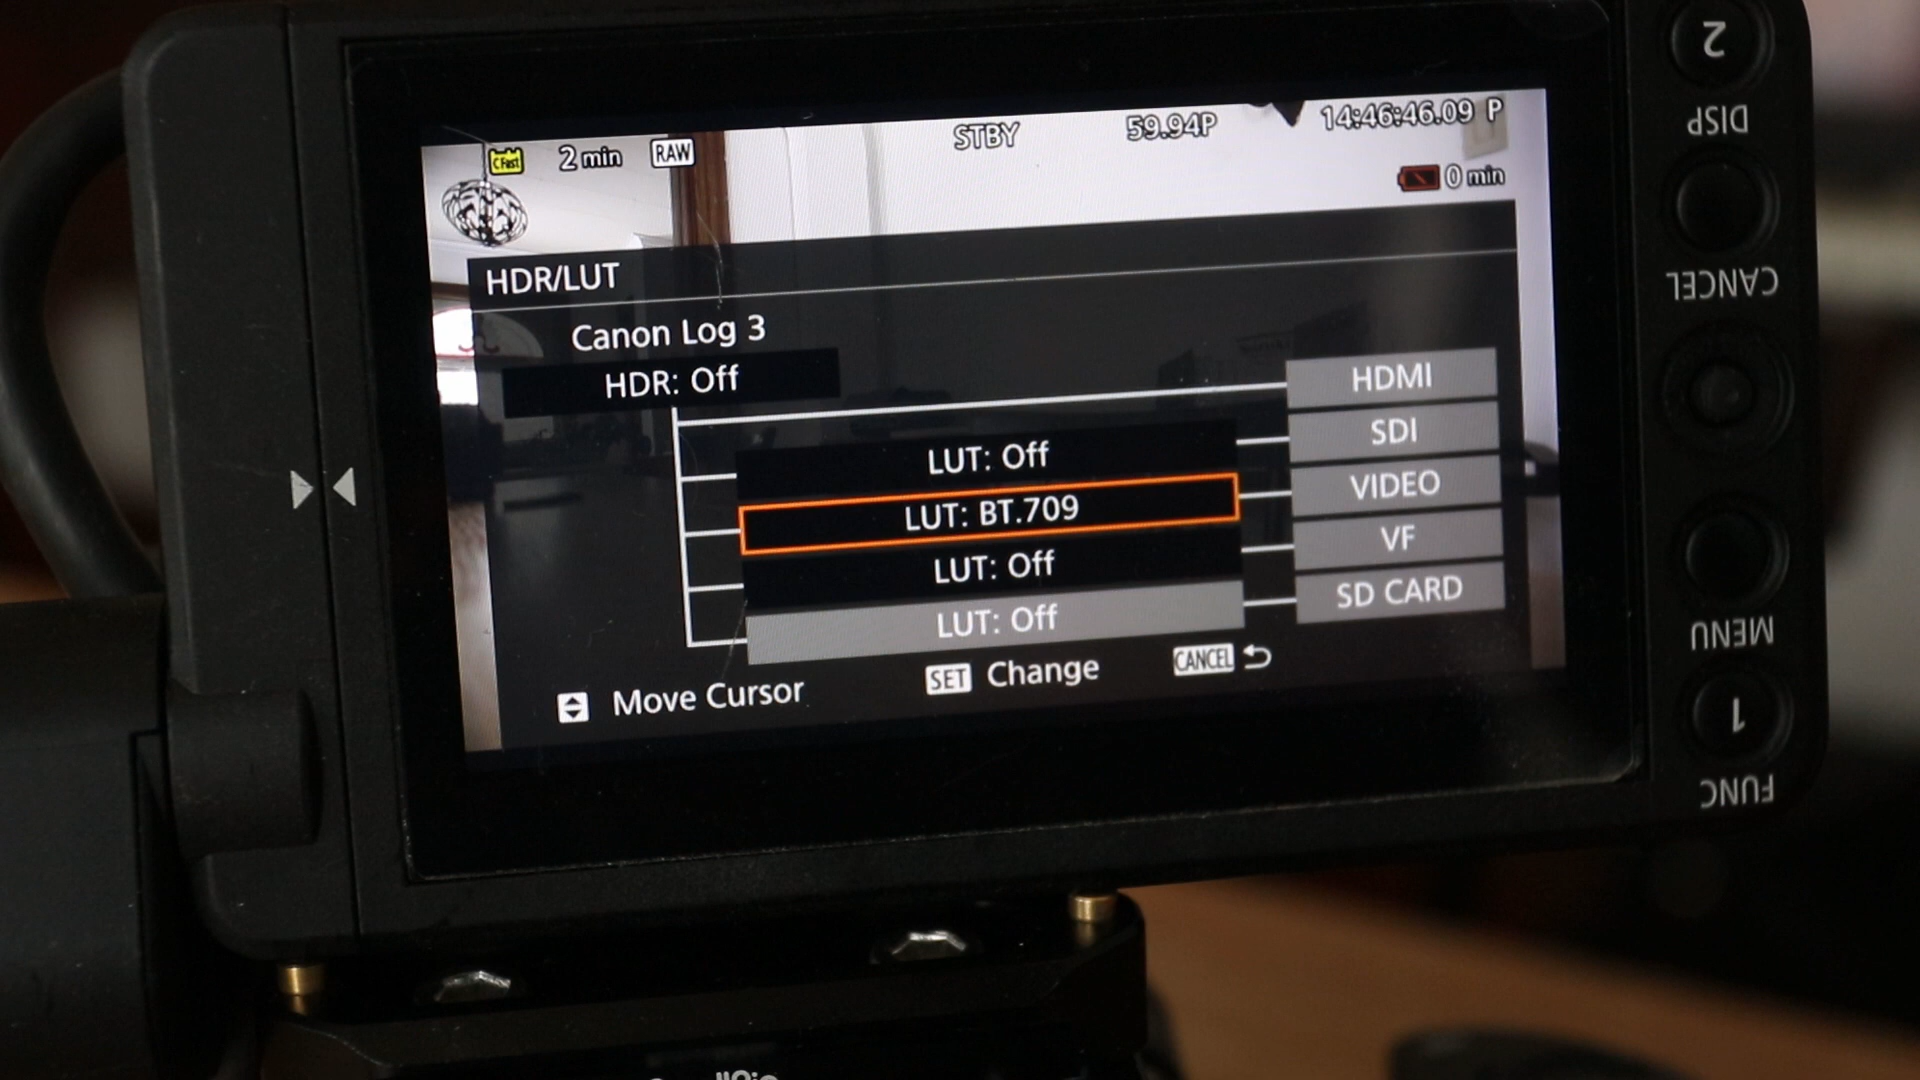 C Fast 2 min RAW STBY 59.94P 14:46:46.09 P
0 min
HDR/LUT
Canon Log 3
HDR: Off
HDMI
LUT: Off SDI
LUT: BT.709 VIDEO
LUT: Off VF
LUT: Off SD CARD
Move Cursor SET Change CANCEL
2
DISP
CANCEL
MENU
1
FUNC